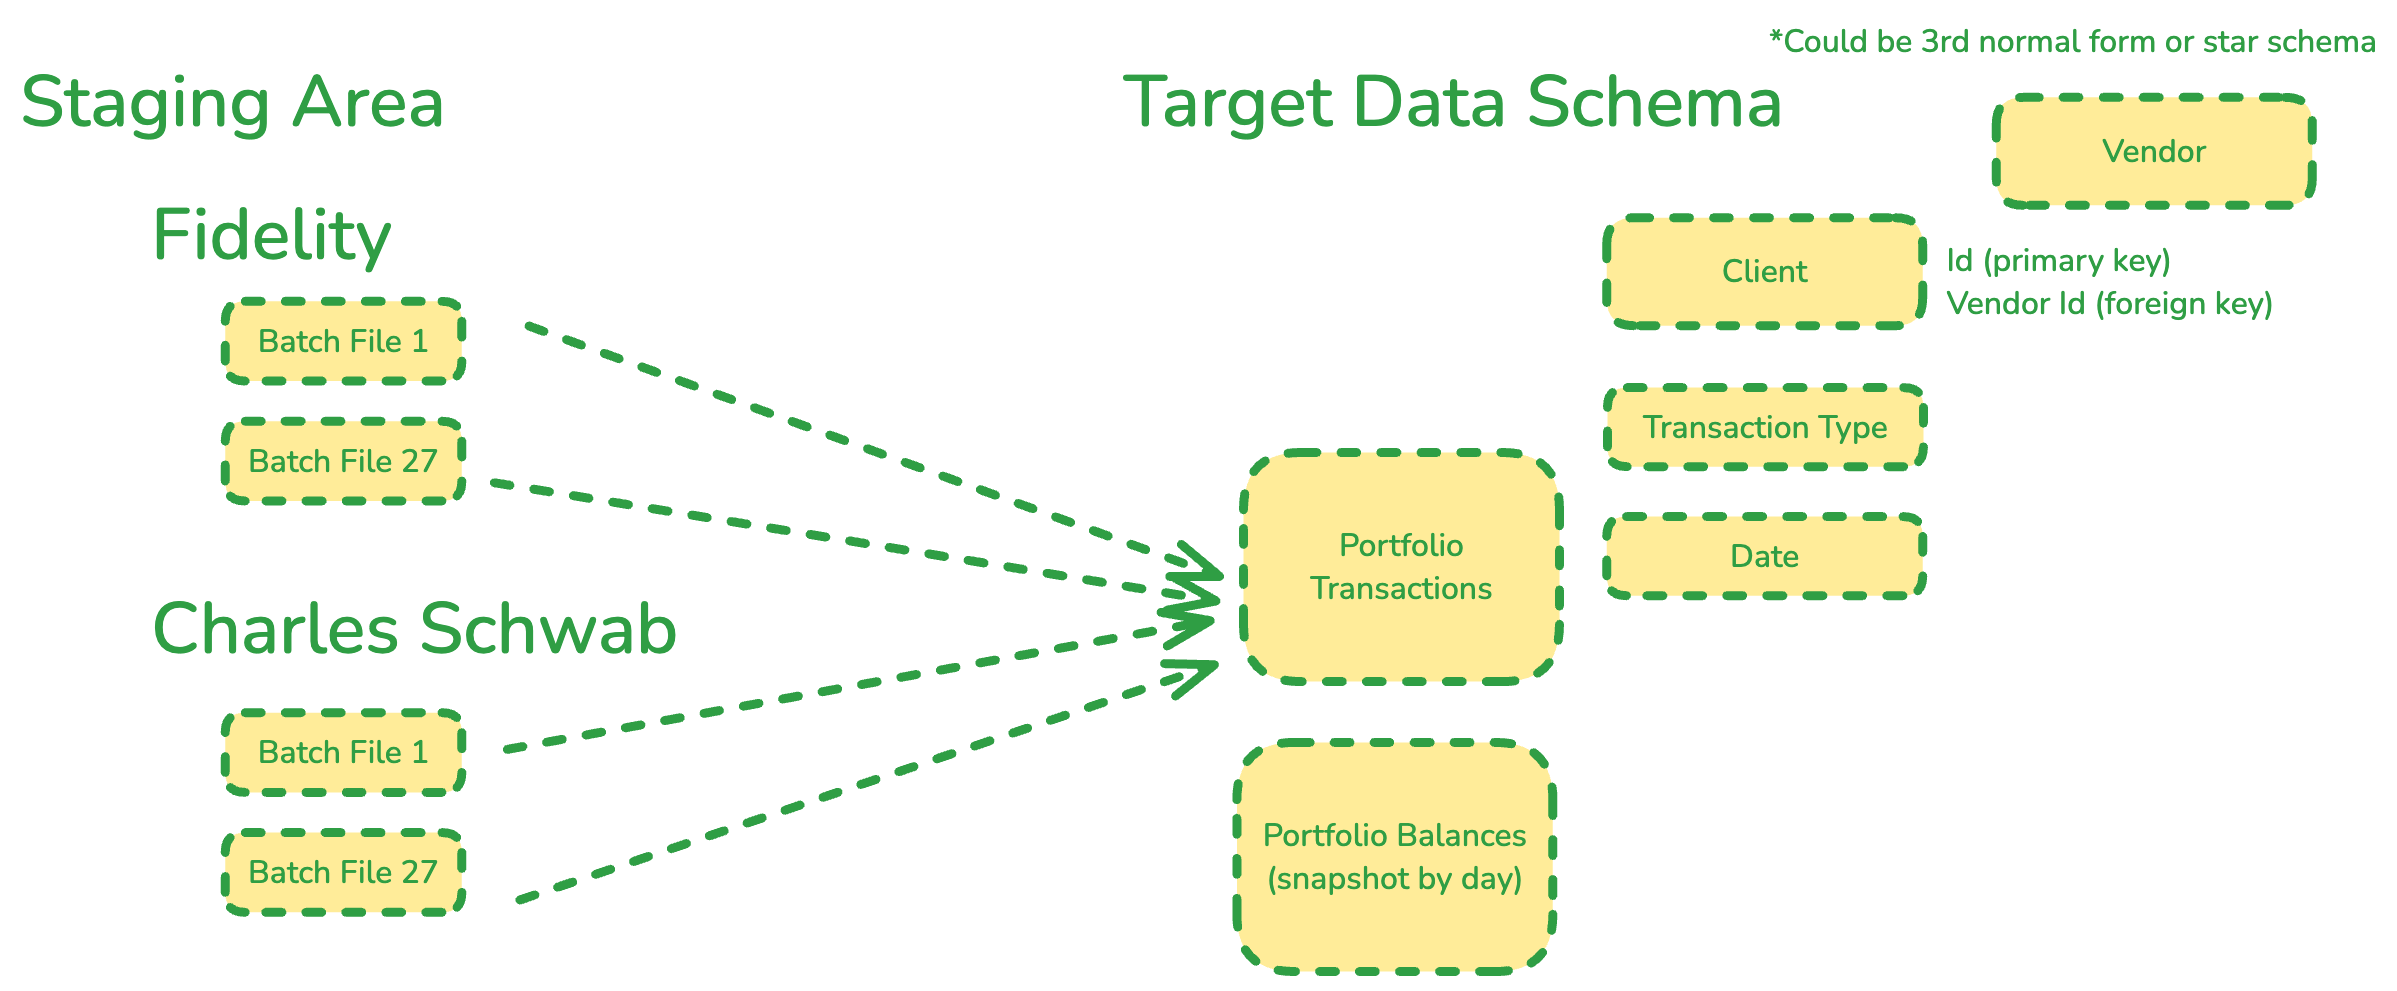 *Could be 3rd normal form or star schema
Staging Area
Target Data Schema
Vendor
Fidelity
Client
Id (primary key)
Vendor Id (foreign key)
Batch File 1
Batch File 27
Transaction Type
Portfolio
Transactions
Date
Charles Schwab
Batch File 1
Batch File 27
Portfolio Balances
(snapshot by day)